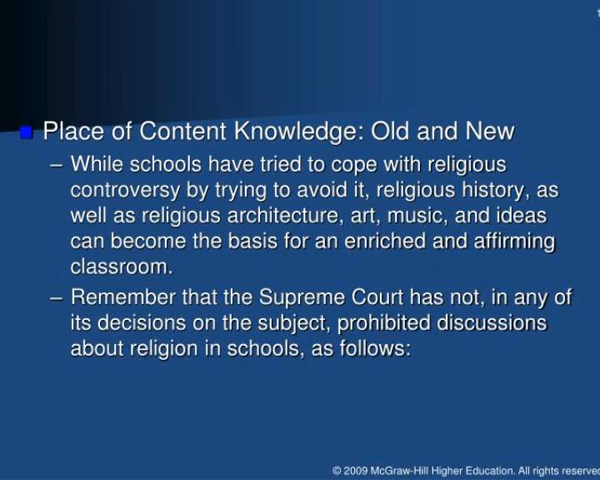 Place of Content Knowledge: Old and New
– While schools have tried to cope with religious
controversy by trying to avoid it, religious history, as
well as religious architecture, art, music, and ideas
can become the basis for an enriched and affirming
classroom.
– Remember that the Supreme Court has not, in any of
its decisions on the subject, prohibited discussions
about religion in schools, as follows:
© 2009 McGraw-Hill Higher Education. All rights reserved